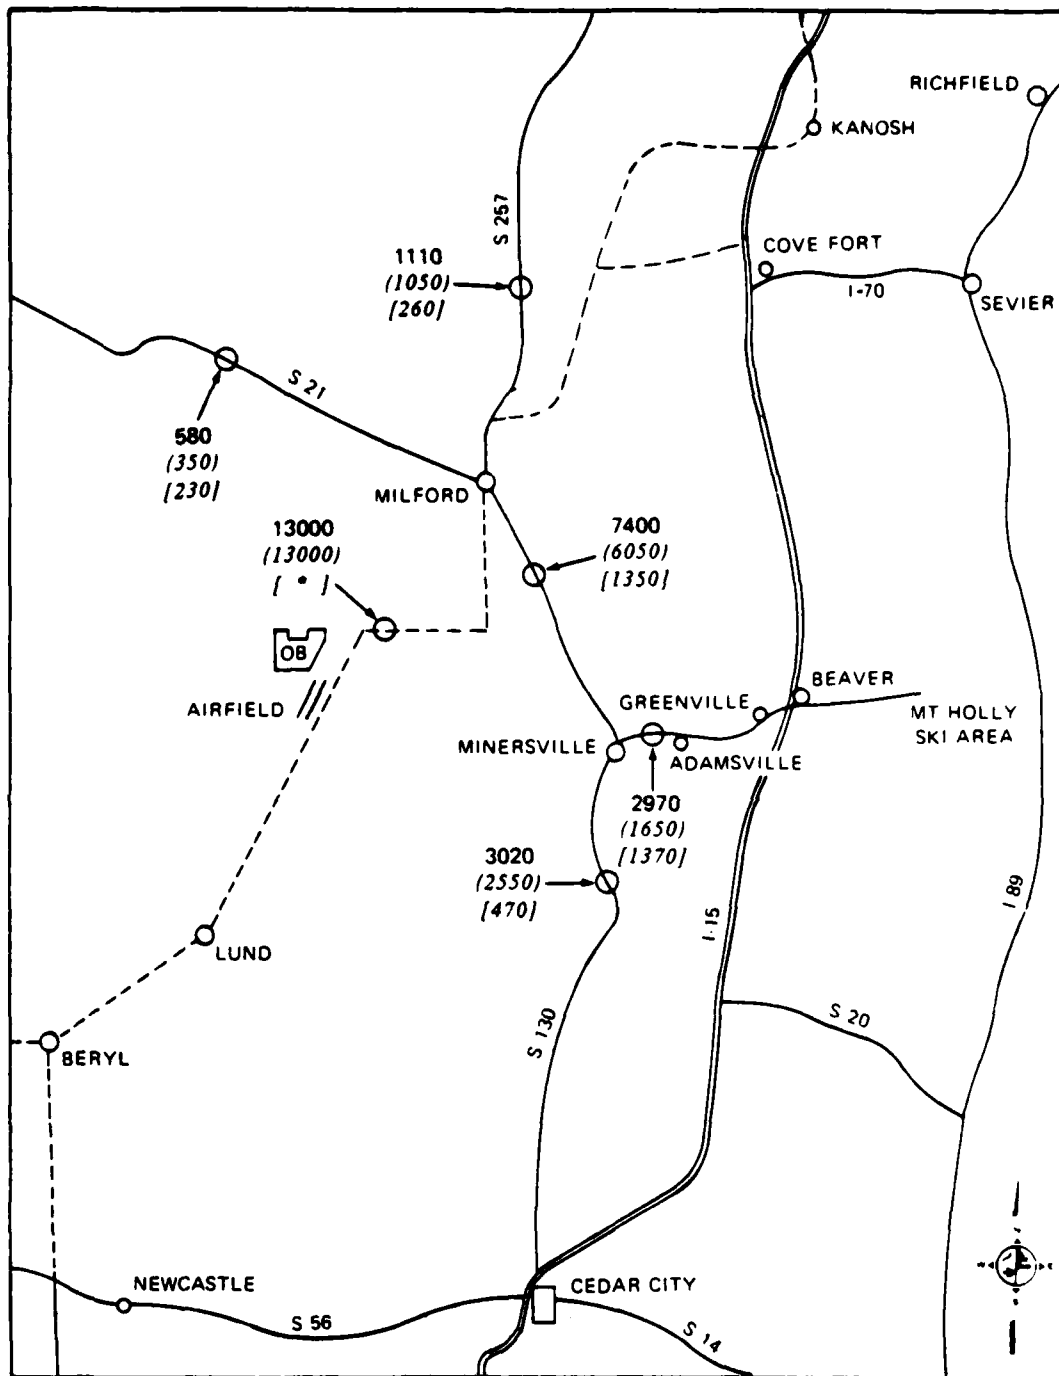 RICHFIELD
KANOSH
S 257
COVE FORT
1110
(1050)
[260]
I-70
SEVIER
S 21
580
(350)
[230]
MILFORD
13000
(13000)
[ * ]
7400
(6050)
[1350]
OB
AIRFIELD
BEAVER
GREENVILLE
MT HOLLY
SKI AREA
MINERSVILLE
ADAMSVILLE
2970
(1650)
[1370]
3020
(2550)
[470]
I 89
I-15
LUND
S 20
S 130
BERYL
NEWCASTLE
CEDAR CITY
S 56
S 14